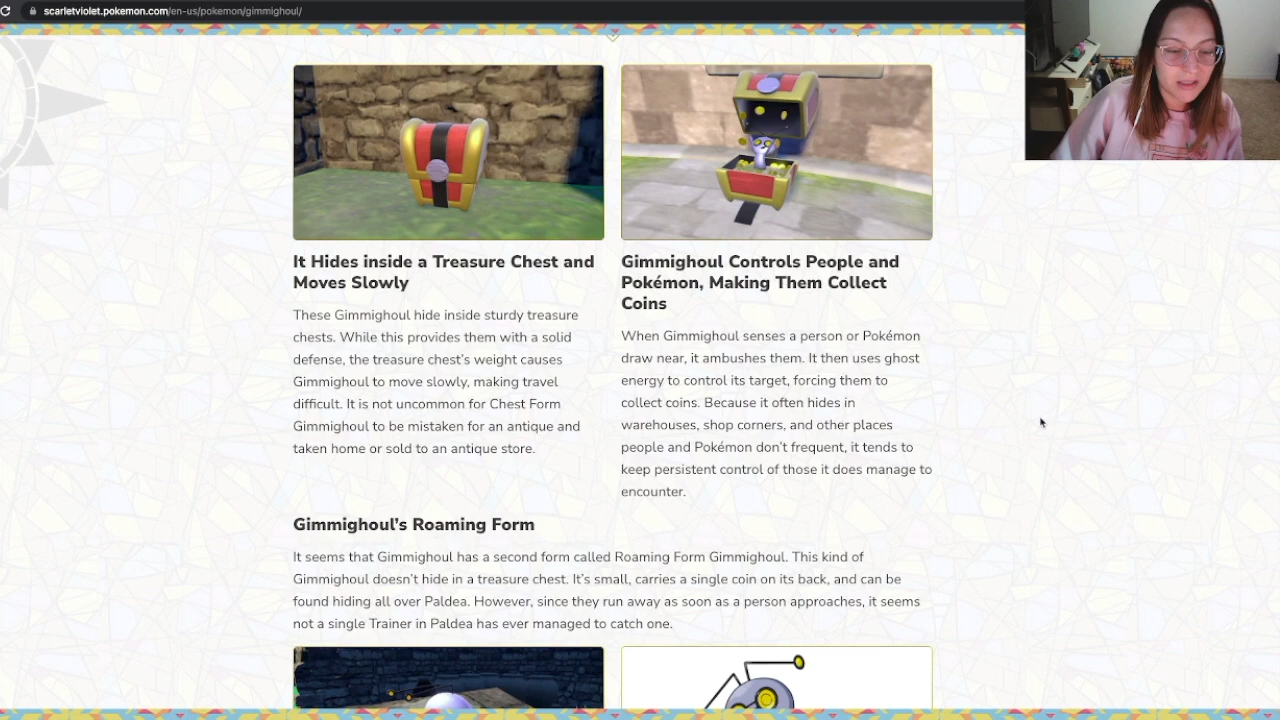 scarletviolet.pokemon.com/en-us/pokemon/gimmighoul/
It Hides inside a Treasure Chest and
Moves Slowly
These Gimmighoul hide inside sturdy treasure
chests. While this provides them with a solid
defense, the treasure chest's weight causes
Gimmighoul to move slowly, making travel
difficult. It is not uncommon for Chest Form
Gimmighoul to be mistaken for an antique and
taken home or sold to an antique store.
Gimmighoul Controls People and
Pokémon, Making Them Collect
Coins
When Gimmighoul senses a person or Pokémon
draw near, it ambushes them. It then uses ghost
energy to control its target, forcing them to
collect coins. Because it often hides in
warehouses, shop corners, and other places
people and Pokémon don't frequent, it tends to
keep persistent control of those it does manage to
encounter.
Gimmighoul's Roaming Form
It seems that Gimmighoul has a second form called Roaming Form Gimmighoul. This kind of
Gimmighoul doesn't hide in a treasure chest. It's small, carries a single coin on its back, and can be
found hiding all over Paldea. However, since they run away as soon as a person approaches, it seems
not a single Trainer in Paldea has ever managed to catch one.